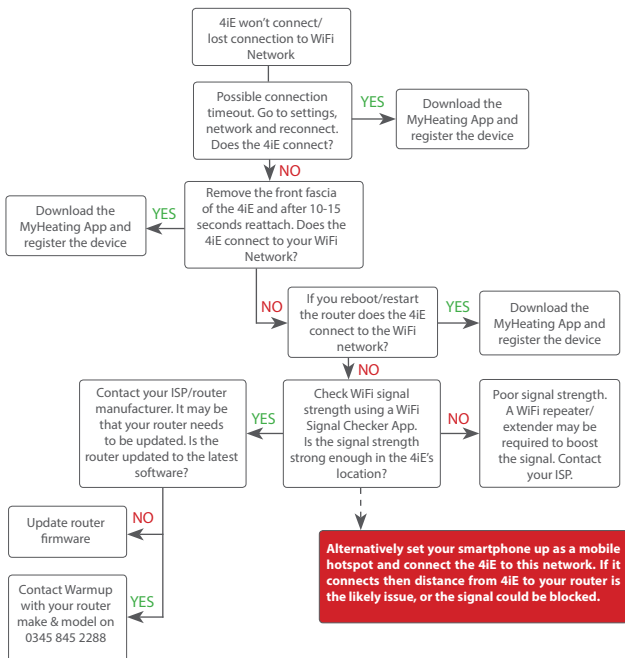 4iE won't connect/
lost connection to WiFi
Network
Possible connection
timeout. Go to settings,
network and reconnect.
Does the 4iE connect?
YES
Download the
MyHeating App and
register the device
NO
Remove the front fascia
of the 4iE and after 10-15
seconds reattach. Does the
4iE connect to your WiFi
Network?
YES
Download the
MyHeating App and
register the device
NO
If you reboot/restart
the router does the 4iE
connect to the WiFi
network?
YES
Download the
MyHeating App and
register the device
NO
Check WiFi signal
strength using a WiFi
Signal Checker App.
Is the signal strength
strong enough in the 4iE's
location?
NO
Poor signal strength.
A WiFi repeater/
extender may be
required to boost
the signal. Contact
your ISP.
YES
Contact your ISP/router
manufacturer. It may be
that your router needs
to be updated. Is the
router updated to the latest
software?
NO
Update router
firmware
YES
Contact Warmup
with your router
make & model on
0345 845 2288
Alternatively set your smartphone up as a mobile
hotspot and connect the 4iE to this network. If it
connects then distance from 4iE to your router is
the likely issue, or the signal could be blocked.